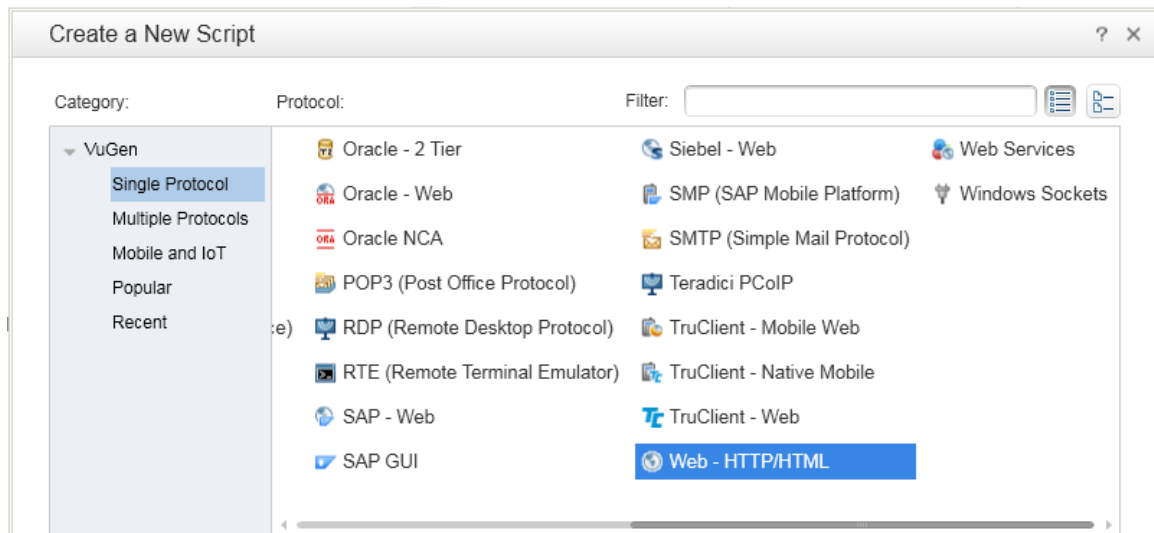 Create a New Script
?
Category:
Protocol:
Filter:
VuGen
Single Protocol
Multiple Protocols
Mobile and IoT
Popular
Recent
:e)
Oracle - 2 Tier
Oracle - Web
Oracle NCA
POP3 (Post Office Protocol)
RDP (Remote Desktop Protocol)
RTE (Remote Terminal Emulator)
SAP - Web
SAP GUI
Siebel - Web
SMP (SAP Mobile Platform)
SMTP (Simple Mail Protocol)
Teradici PCoIP
TruClient - Mobile Web
TruClient - Native Mobile
TruClient - Web
Web - HTTP/HTML
Web Services
Windows Sockets